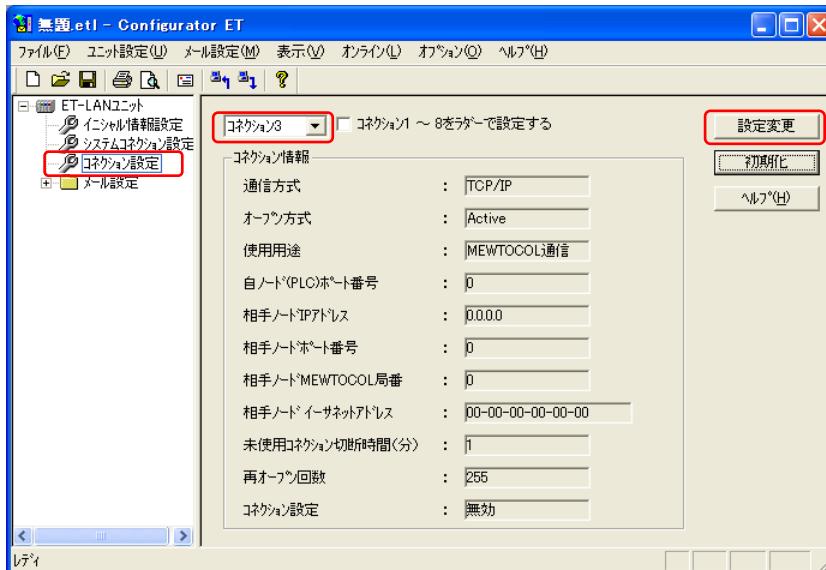 無題.etl - Configurator ET
ﾌｧｲﾙ(F) ﾕﾆｯﾄ設定(U) ﾒｰﾙ設定(M) 表示(V) ｵﾝﾗｲﾝ(L) ｵﾌﾟｼｮﾝ(O) ﾍﾙﾌﾟ(H)
ET-LANﾕﾆｯﾄ
ｲﾆｼｬﾙ情報設定
ｼｽﾃﾑｺﾈｸｼｮﾝ設定
ｺﾈｸｼｮﾝ設定
ﾒｰﾙ設定
ｺﾈｸｼｮﾝ3 ｺﾈｸｼｮﾝ1 ～ 8をﾗﾀﾞｰで設定する
設定変更
初期化
ﾍﾙﾌﾟ(H)
ｺﾈｸｼｮﾝ情報
通信方式 : TCP/IP
ｵｰﾌﾟﾝ方式 : Active
使用用途 : MEWTOCOL通信
自ﾉｰﾄﾞ(PLC)ﾎﾟｰﾄ番号 : 0
相手ﾉｰﾄﾞIPｱﾄﾞﾚｽ : 0.0.0.0
相手ﾉｰﾄﾞﾎﾟｰﾄ番号 : 0
相手ﾉｰﾄﾞMEWTOCOL局番 : 0
相手ﾉｰﾄﾞｲｰｻﾈｯﾄｱﾄﾞﾚｽ : 00-00-00-00-00-00
未使用ｺﾈｸｼｮﾝ切断時間(分) : 1
再ｵｰﾌﾟﾝ回数 : 255
ｺﾈｸｼｮﾝ設定 : 無効
ﾚﾃﾞｨ